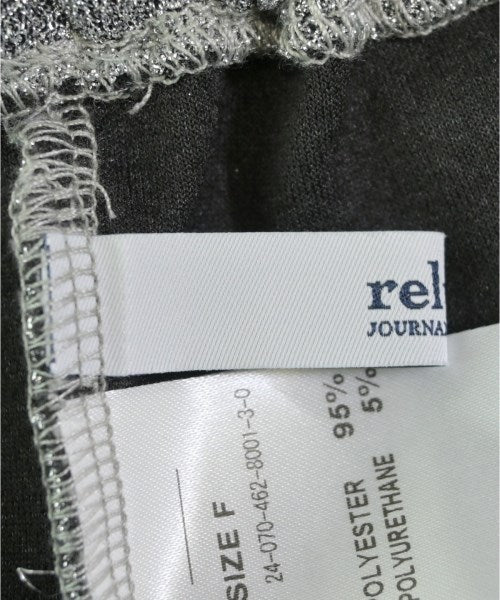 rel
JOURNA
SIZE F
24-070-462-8001-3-0
POLYESTER 95%
POLYURETHANE 5%